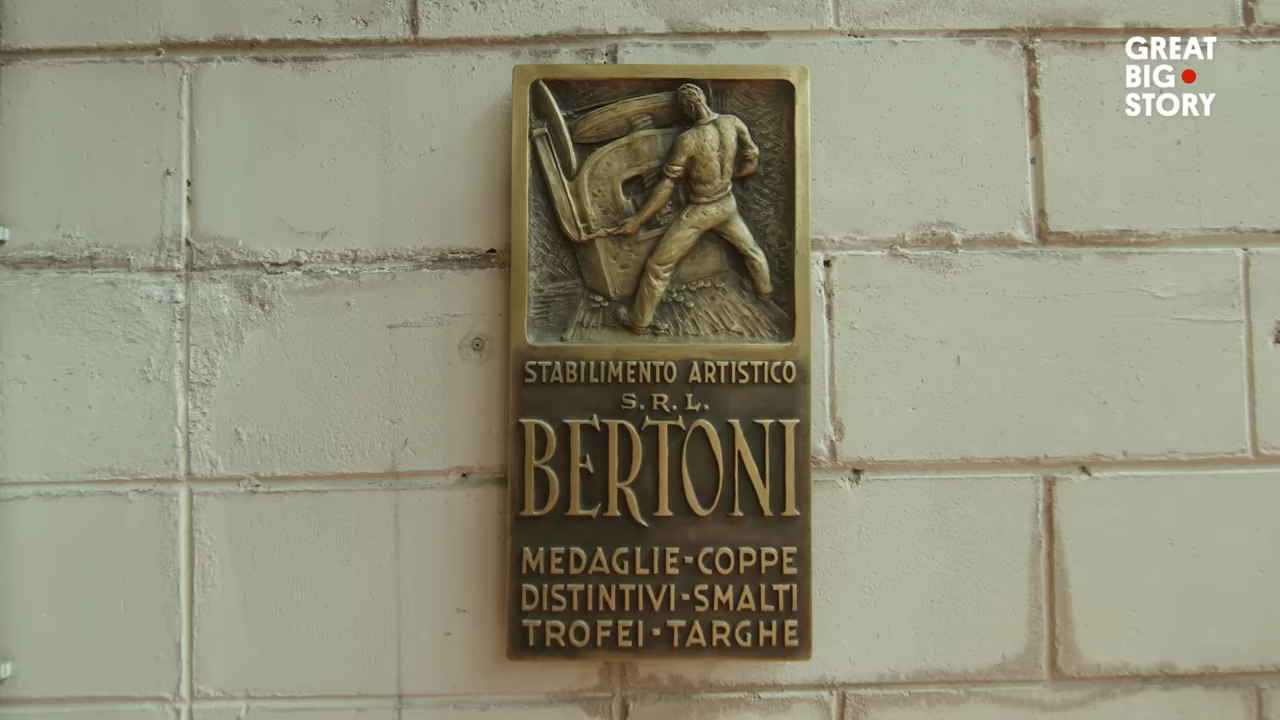 GREAT
BIG
STORY
STABILIMENTO ARTISTICO
S.R.L.
BERTONI
MEDAGLIE-COPPE
DISTINTIVI-SMALTI
TROFEI-TARGHE